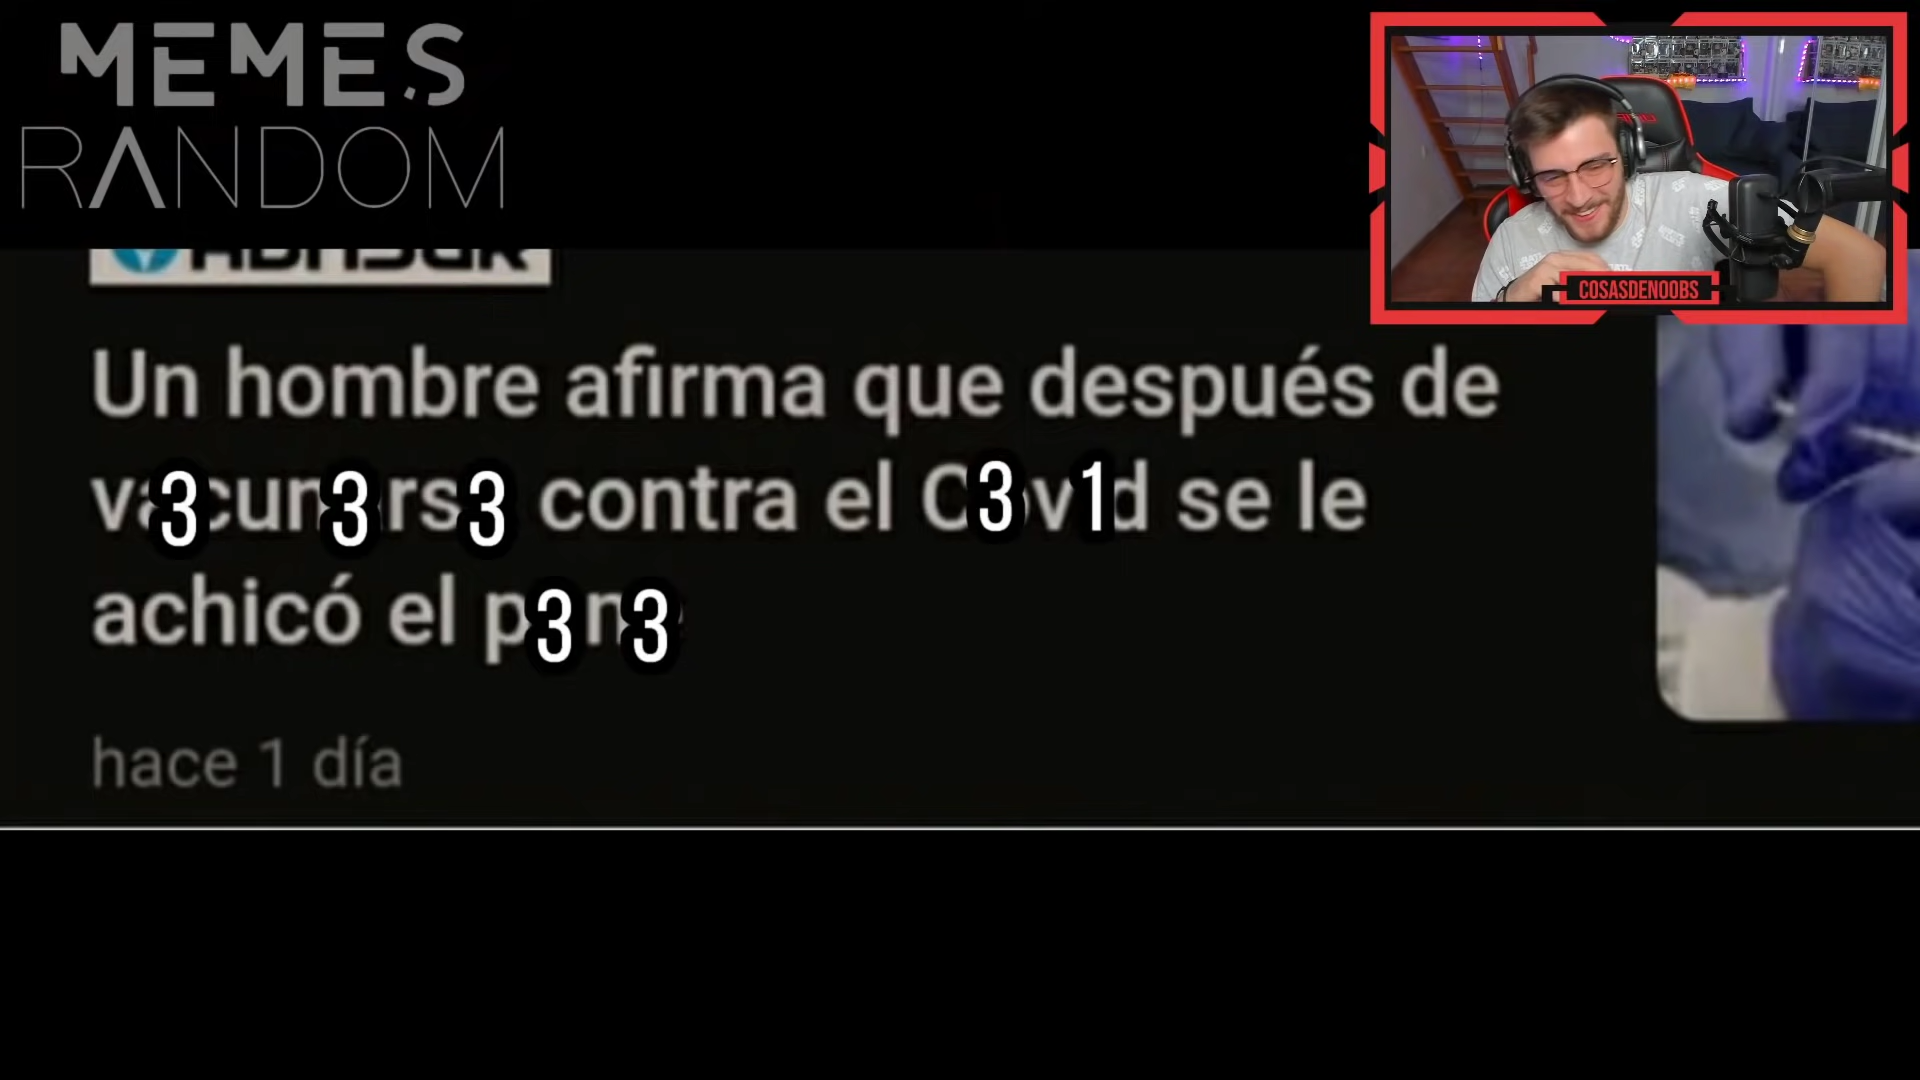 MEMES
RANDOM
COSASDENOOBS
Un hombre afirma que después de
va3cun3rs3 contra el C3v1d se le
achicó el p3n3
hace 1 día